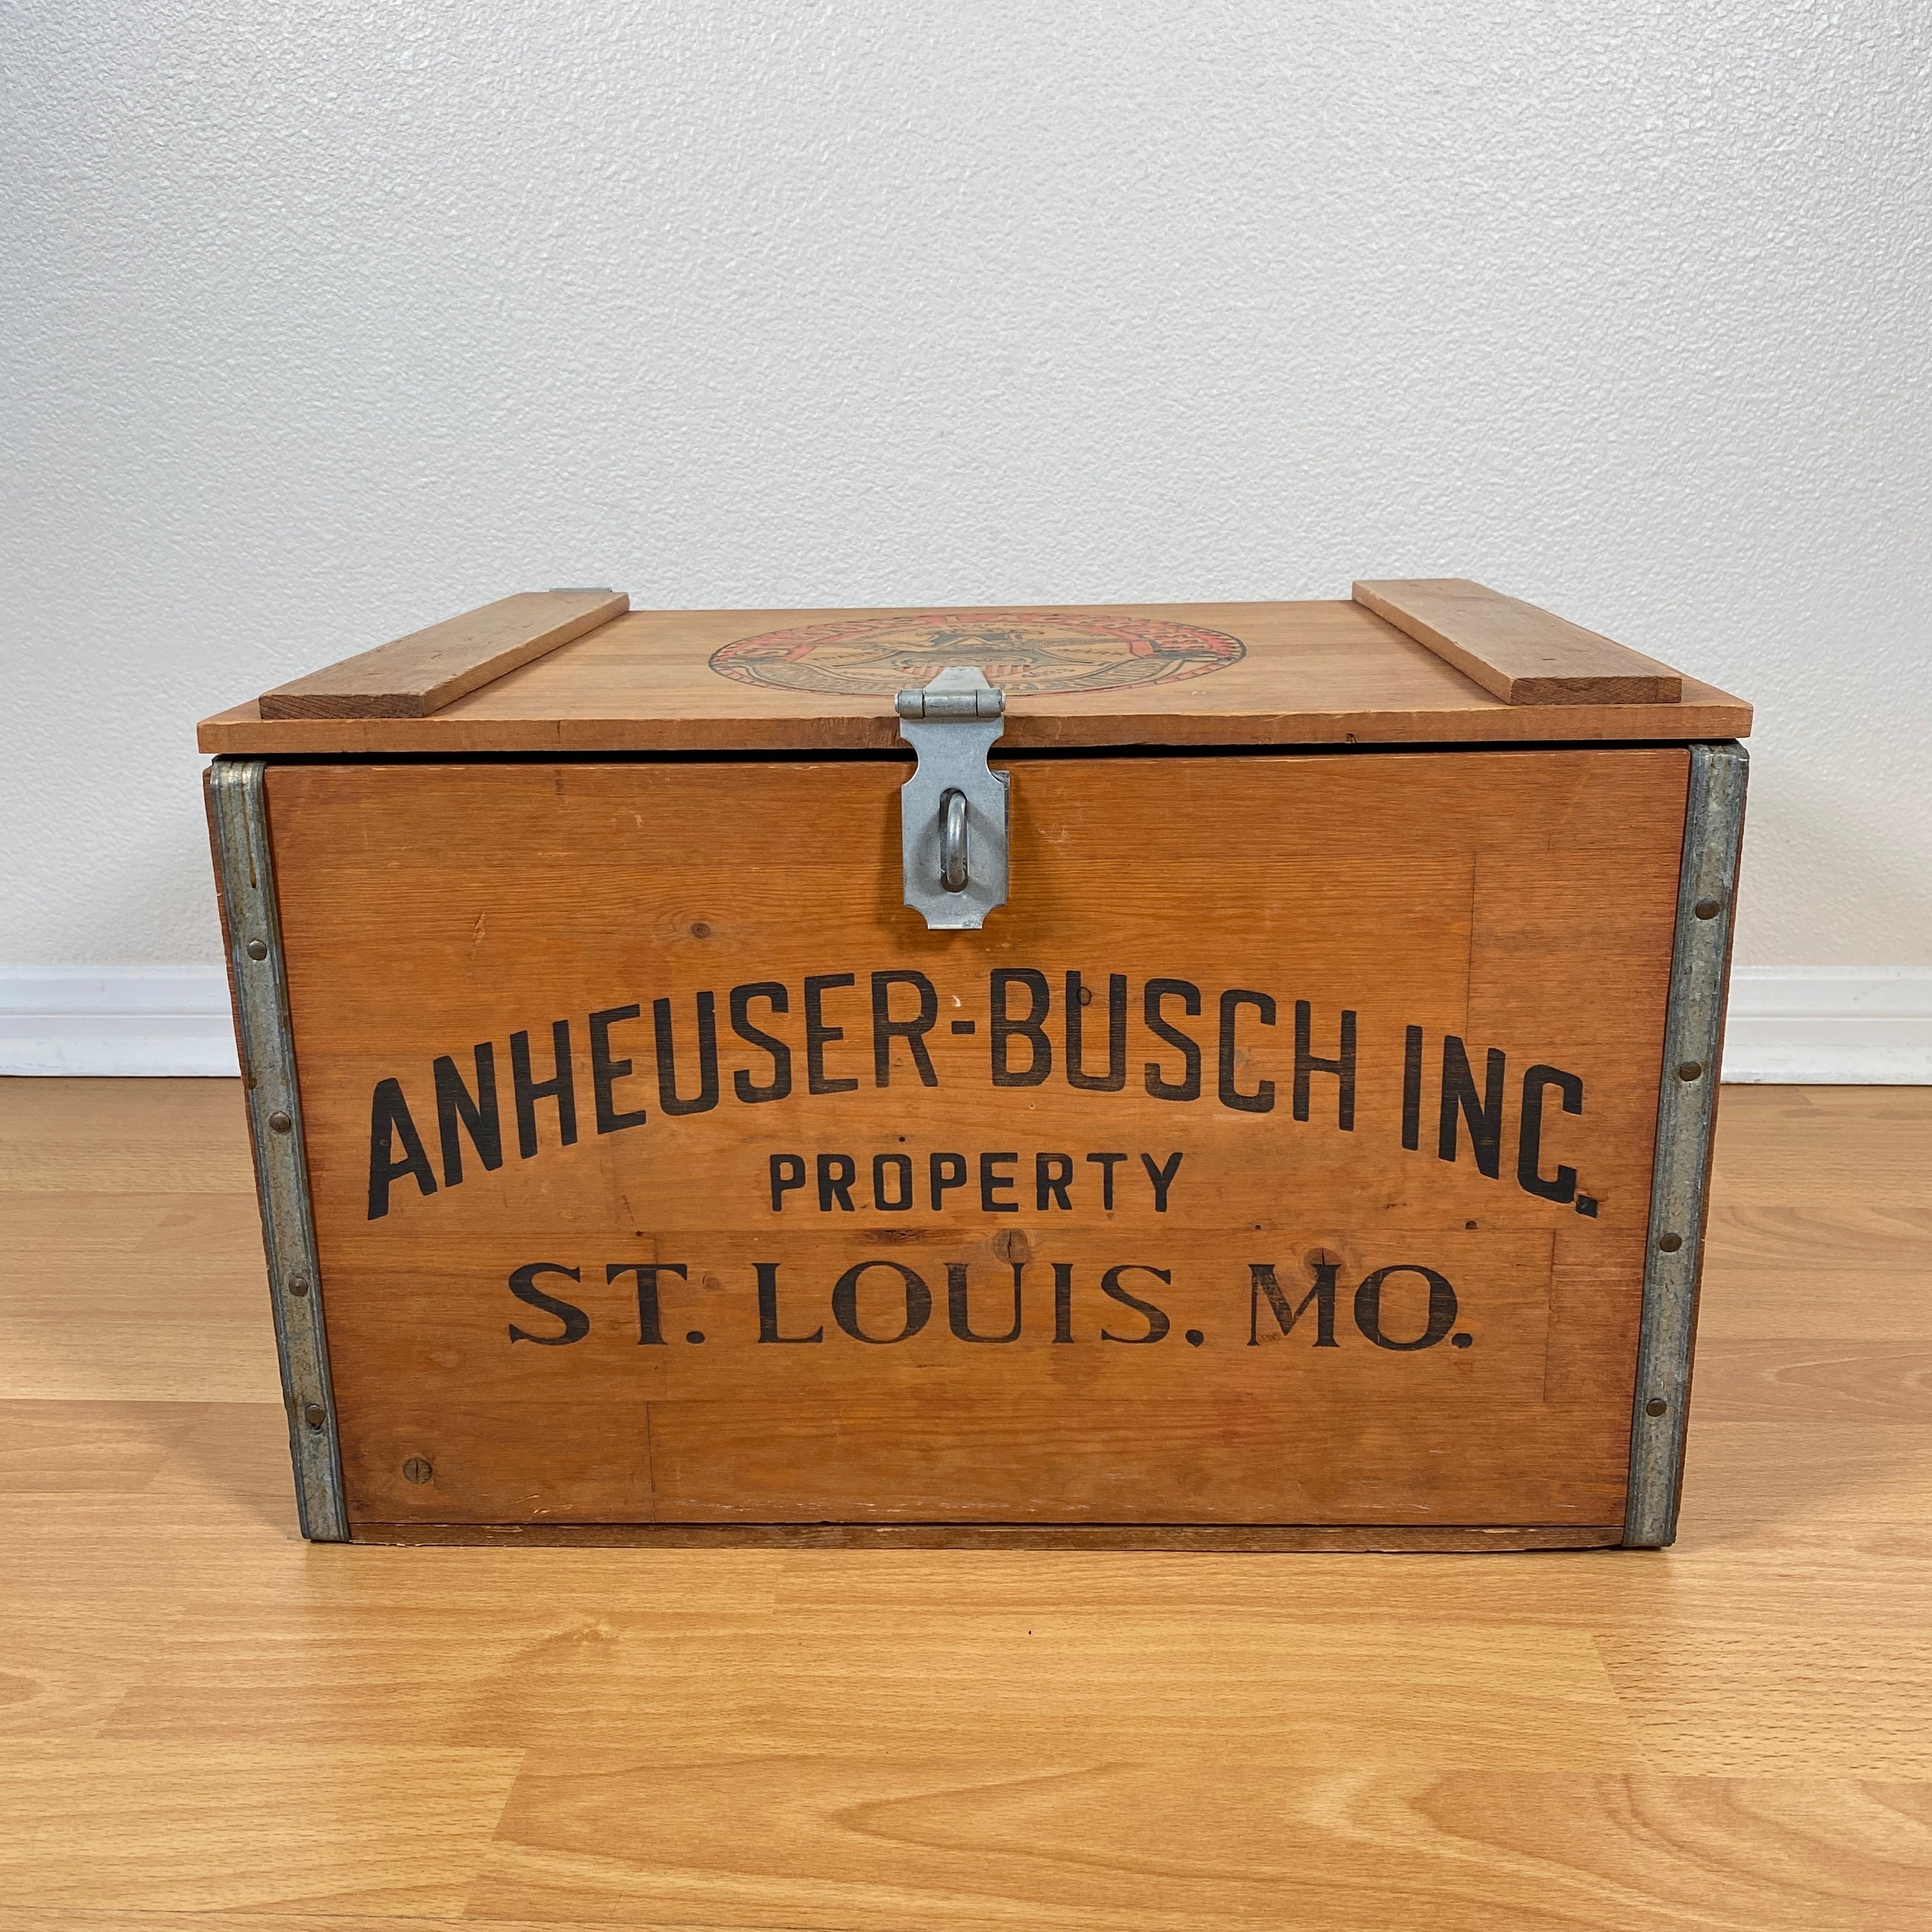 ANHEUSER-BUSCH INC.
PROPERTY
ST. LOUIS, MO.